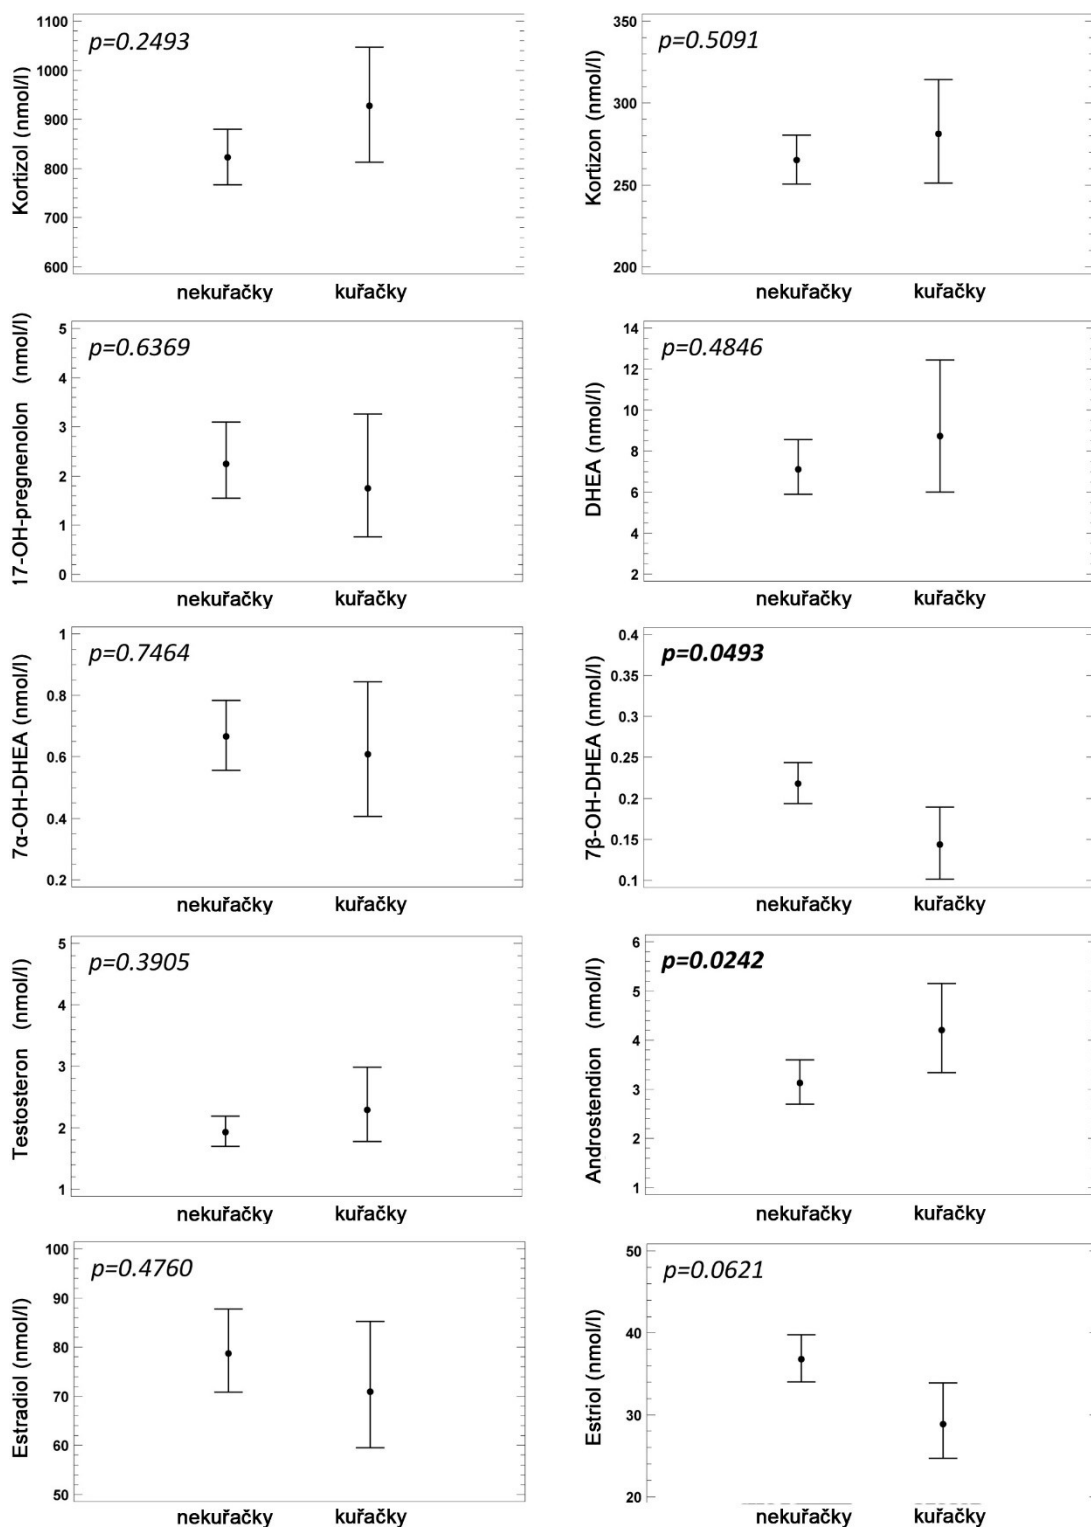 p=0.2493
Kortizol (nmol/l)
1100
1000
900
800
700
600
nekuřačky kuřačky
p=0.5091
Kortizon (nmol/l)
350
300
250
200
nekuřačky kuřačky
p=0.6369
17-OH-pregnenolon (nmol/l)
5
4
3
2
1
0
nekuřačky kuřačky
p=0.4846
DHEA (nmol/l)
14
12
10
8
6
4
2
nekuřačky kuřačky
p=0.7464
7α-OH-DHEA (nmol/l)
1
0.8
0.6
0.4
0.2
nekuřačky kuřačky
p=0.0493
7β-OH-DHEA (nmol/l)
0.4
0.35
0.3
0.25
0.2
0.15
0.1
nekuřačky kuřačky
p=0.3905
Testosteron (nmol/l)
5
4
3
2
1
nekuřačky kuřačky
p=0.0242
Androstendion (nmol/l)
6
5
4
3
2
1
nekuřačky kuřačky
p=0.4760
Estradiol (nmol/l)
100
90
80
70
60
50
nekuřačky kuřačky
p=0.0621
Estriol (nmol/l)
50
40
30
20
nekuřačky kuřačky